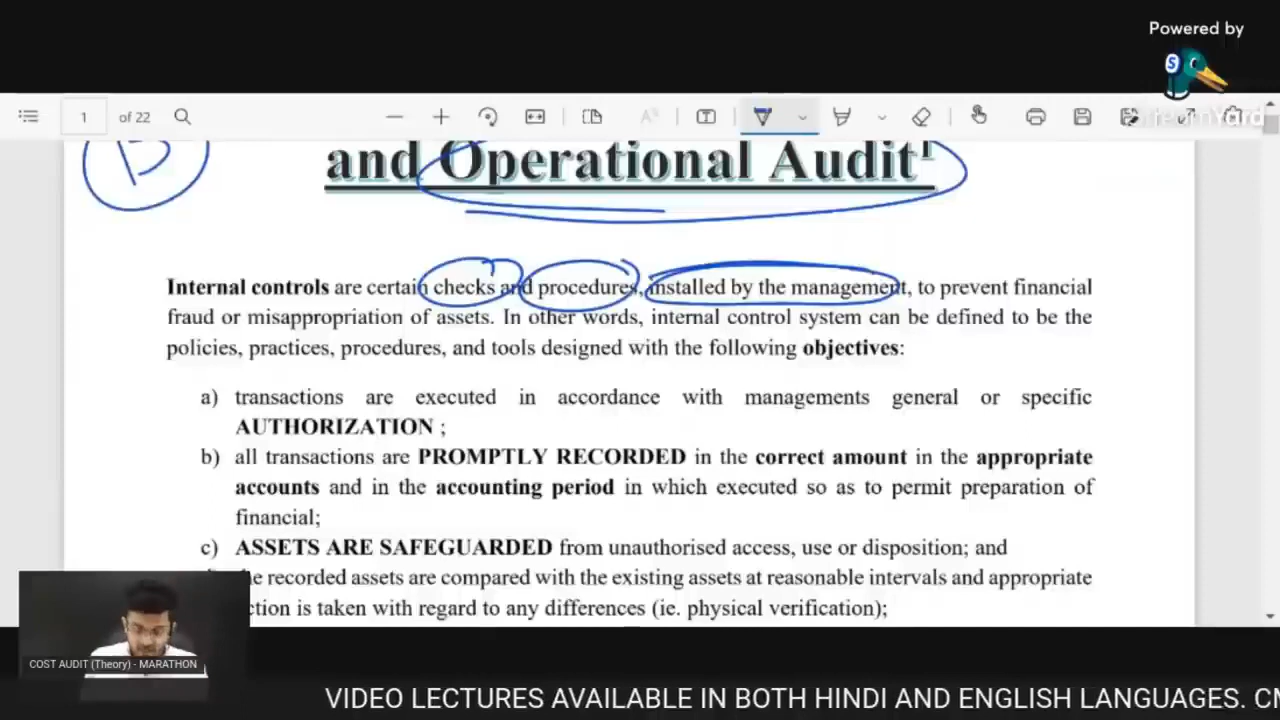 Powered by
S
1 of 22
StreamYard
B
and Operational Audit¹
Internal controls are certain checks and procedures, installed by the management, to prevent financial
fraud or misappropriation of assets. In other words, internal control system can be defined to be the
policies, practices, procedures, and tools designed with the following objectives:
a) transactions are executed in accordance with managements general or specific
AUTHORIZATION ;
b) all transactions are PROMPTLY RECORDED in the correct amount in the appropriate
accounts and in the accounting period in which executed so as to permit preparation of
financial;
c) ASSETS ARE SAFEGUARDED from unauthorised access, use or disposition; and
recorded assets are compared with the existing assets at reasonable intervals and appropriate
is taken with regard to any differences (ie. physical verification);
COST AUDIT (Theory) - MARATHON
VIDEO LECTURES AVAILABLE IN BOTH HINDI AND ENGLISH LANGUAGES.